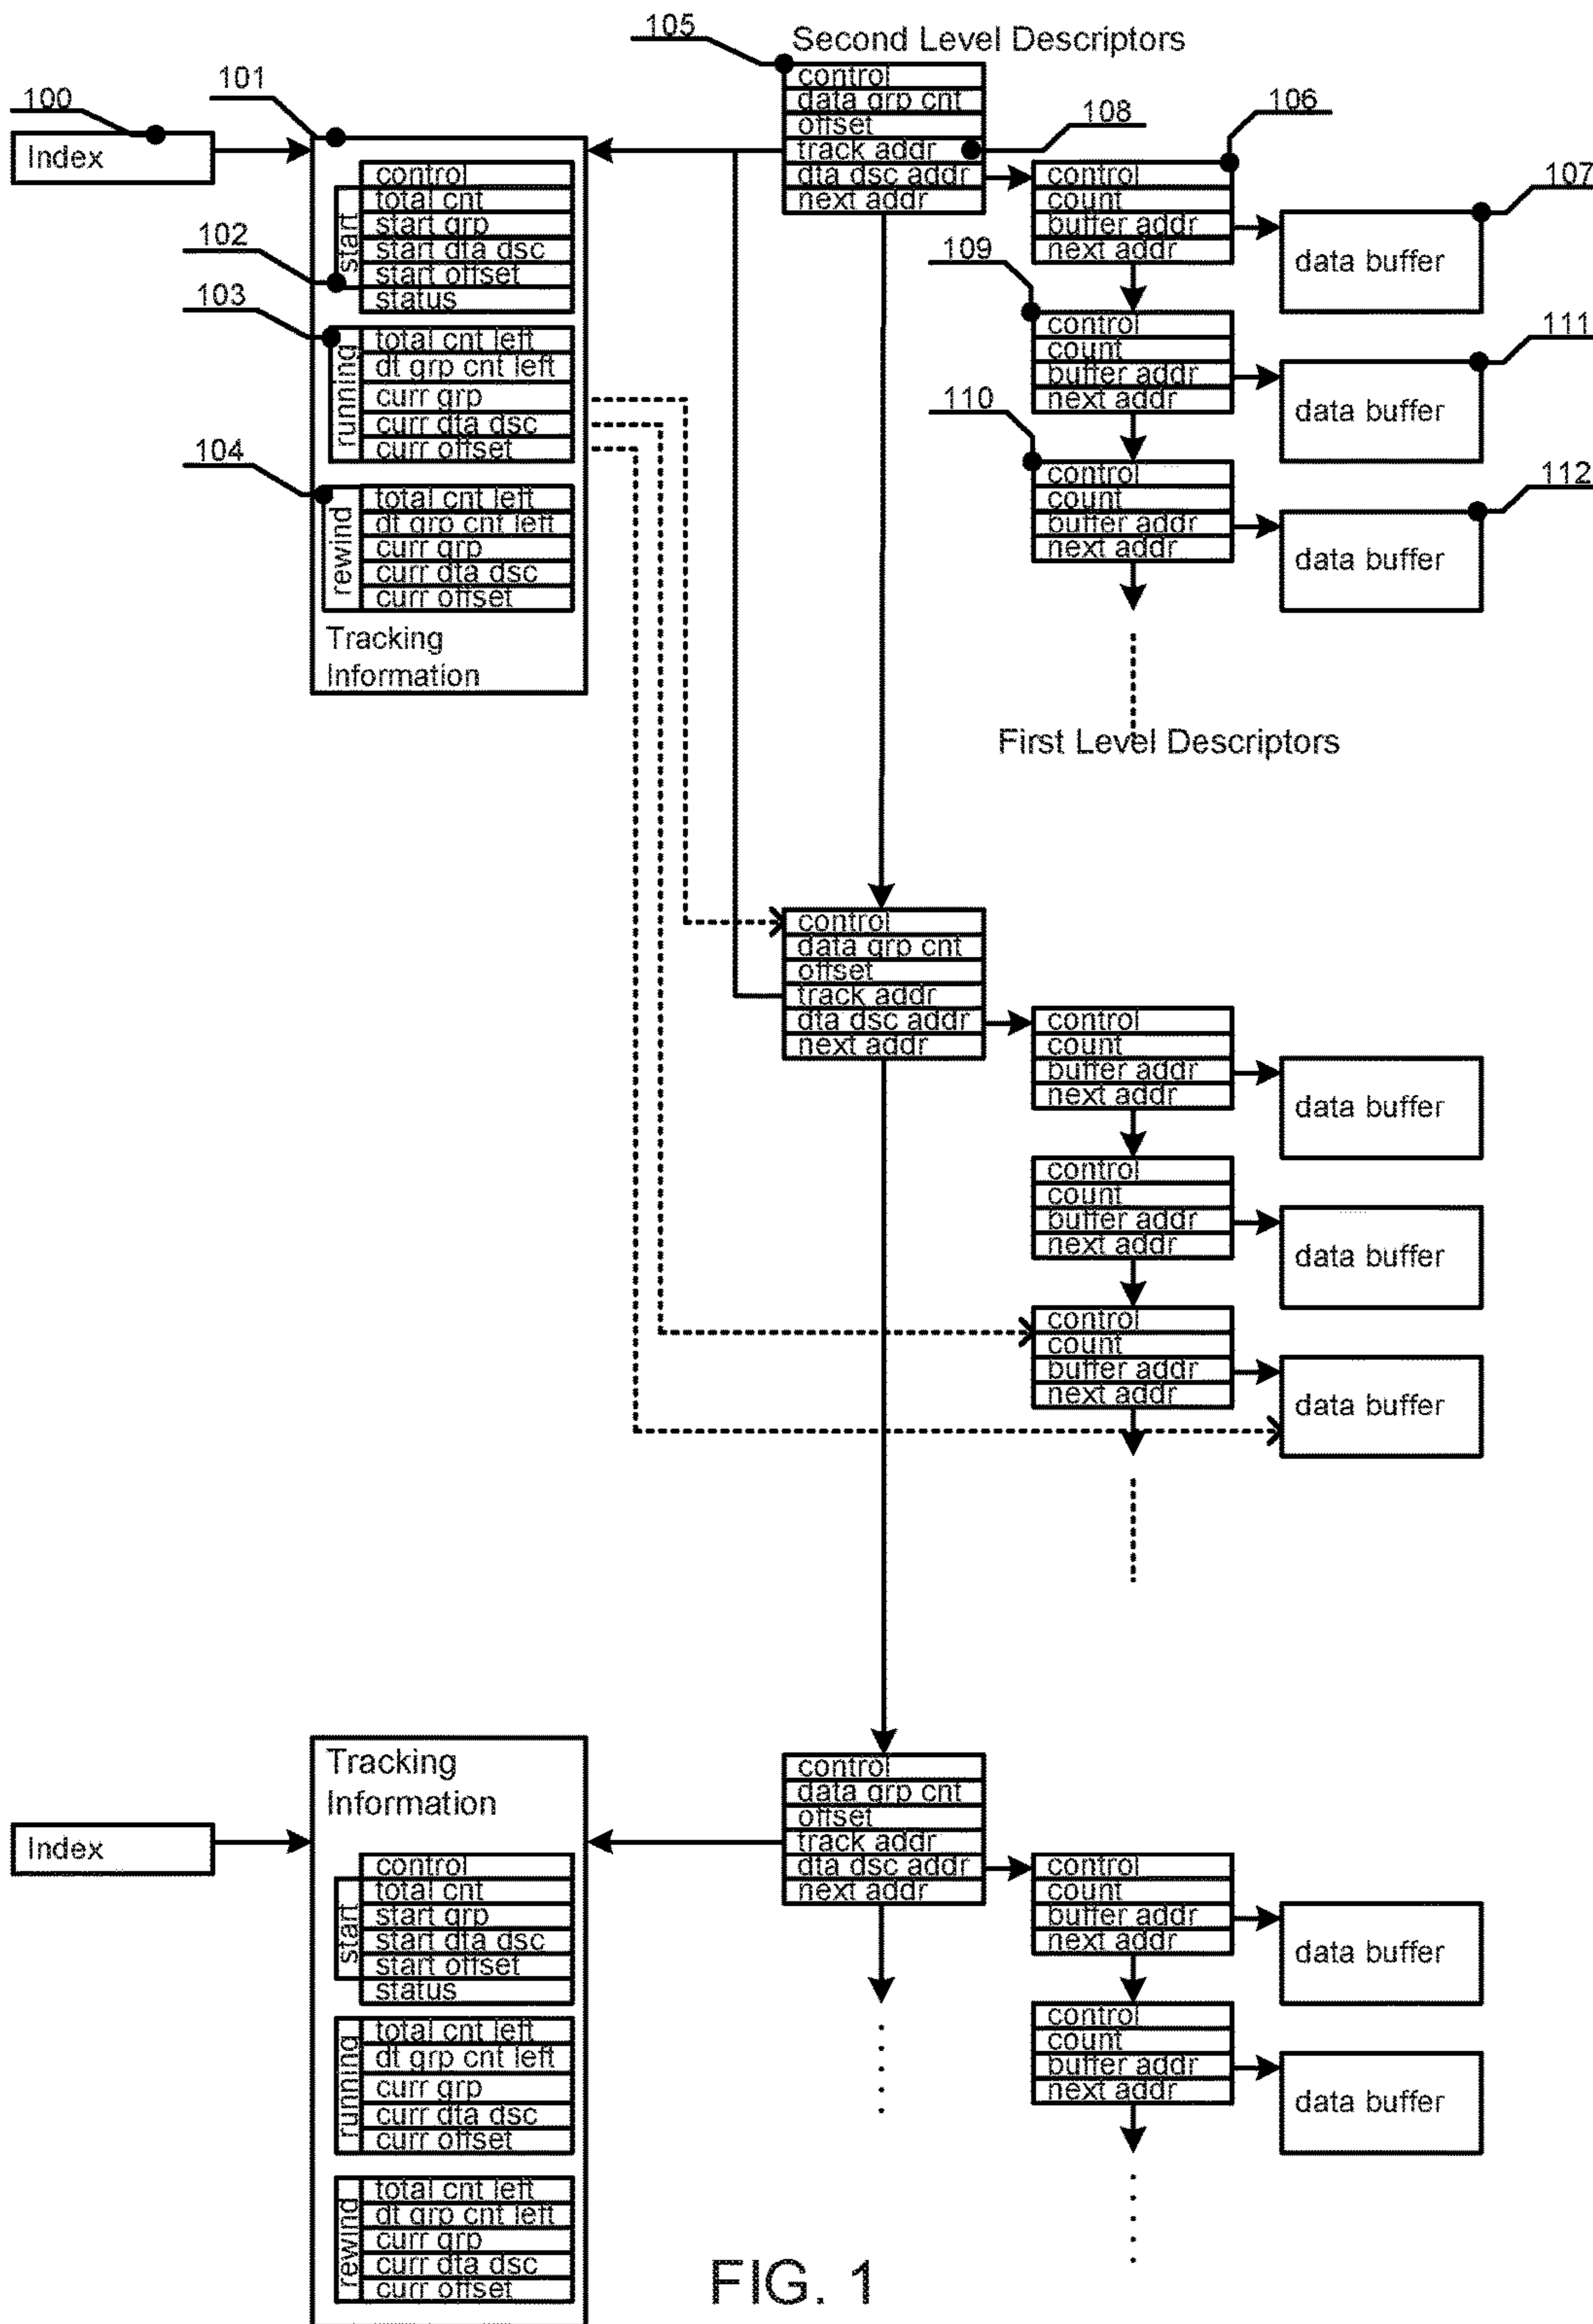 105
Second Level Descriptors
101
100
Index
control
data grp cnt
offset
track addr
dta dsc addr
next addr
108
106
107
control
total cnt
start grp
start dta dsc
start offset
status
start
102
103
total cnt left
dt grp cnt left
curr grp
curr dta dsc
curr offset
running
104
total cnt left
dt grp cnt left
curr grp
curr dta dsc
curr offset
rewind
Tracking
Information
control
count
buffer addr
next addr
data buffer
109
111
control
count
buffer addr
next addr
data buffer
110
112
control
count
buffer addr
next addr
data buffer
First Level Descriptors
control
data grp cnt
offset
track addr
dta dsc addr
next addr
control
count
buffer addr
next addr
data buffer
control
count
buffer addr
next addr
data buffer
control
count
buffer addr
next addr
data buffer
Tracking
Information
Index
control
total cnt
start grp
start dta dsc
start offset
status
start
total cnt left
dt grp cnt left
curr grp
curr dta dsc
curr offset
running
total cnt left
dt grp cnt left
curr grp
curr dta dsc
curr offset
rewind
control
data grp cnt
offset
track addr
dta dsc addr
next addr
control
count
buffer addr
next addr
data buffer
control
count
buffer addr
next addr
data buffer
FIG. 1